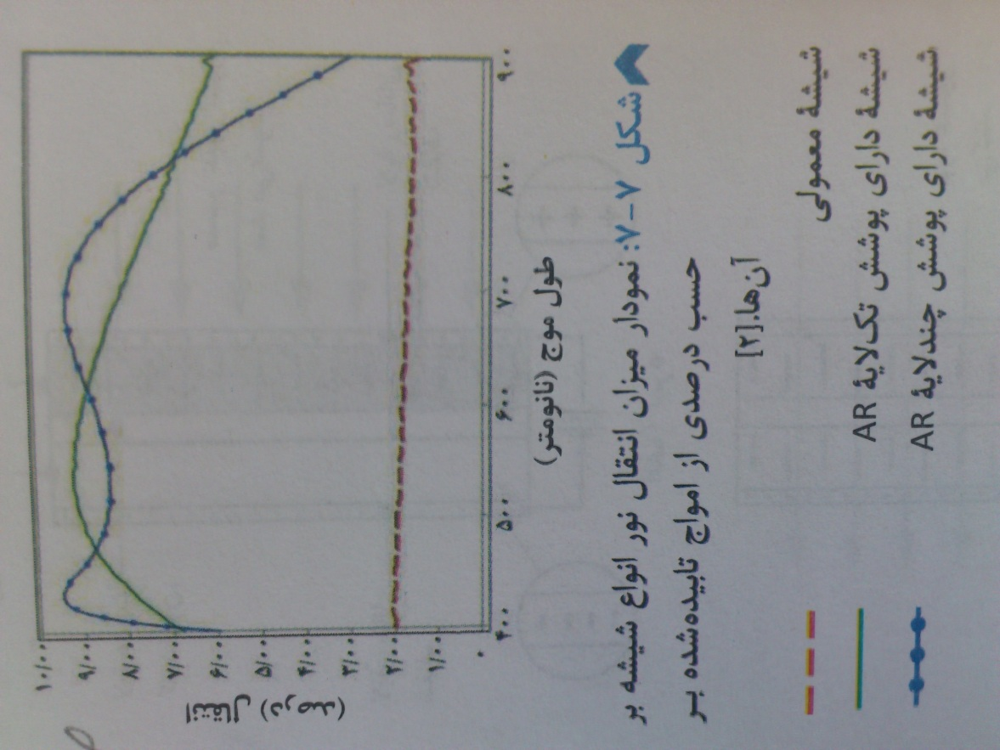 انتقال (درصد)
۱۰/۰۰
۹/۰۰
۸/۰۰
۷/۰۰
۶/۰۰
۵/۰۰
۴/۰۰
۳/۰۰
۲/۰۰
۱/۰۰
۰
۴۰۰ ۵۰۰ ۶۰۰ ۷۰۰ ۸۰۰ ۹۰۰
طول موج (نانومتر)
شکل ۷-۷: نمودار میزان انتقال نور انواع شیشه بر
حسب درصدی از امواج تابیده‌شده بر
آن‌ها.[۲]
شیشهٔ معمولی
شیشهٔ دارای پوشش تک‌لایهٔ AR
شیشهٔ دارای پوشش چندلایهٔ AR